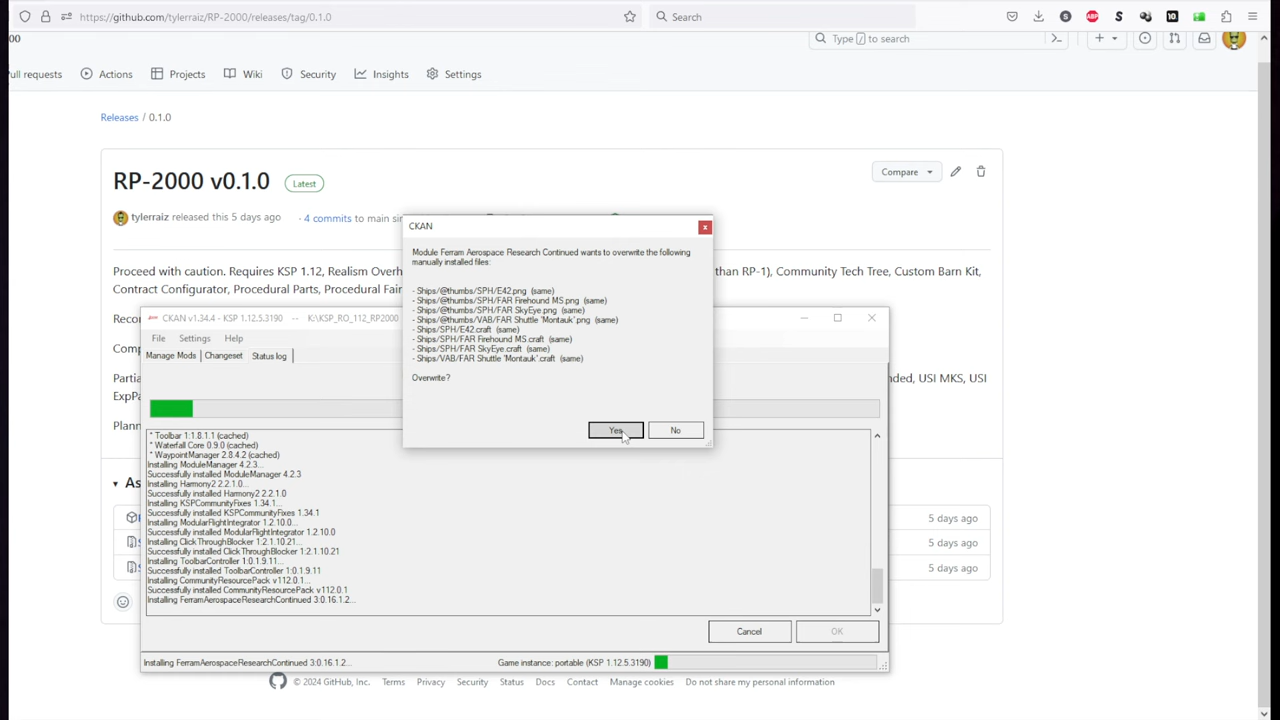 https://github.com/tylerraiz/RP-2000/releases/tag/0.1.0
Search
00
Type / to search
ull requests
Actions
Projects
Wiki
Security
Insights
Settings
Releases / 0.1.0
RP-2000 v0.1.0
Latest
Compare
tylerraiz released this 5 days ago
· 4 commits to main
Proceed with caution. Requires KSP 1.12, Realism
than RP-1), Community Tech Tree, Custom Barn Kit,
Contract Configurator, Procedural Parts, Procedural
CKAN
Module Ferram Aerospace Research Continued wants to overwrite the following
manually installed files:
- Ships/@thumbs/SPH/E42.png (same)
- Ships/@thumbs/SPH/FAR Firehound MS.png (same)
- Ships/@thumbs/SPH/FAR SkyEye.png (same)
- Ships/@thumbs/VAB/FAR Shuttle 'Montauk'.png (same)
- Ships/SPH/E42.craft (same)
- Ships/SPH/FAR Firehound MS.craft (same)
- Ships/SPH/FAR SkyEye.craft (same)
- Ships/VAB/FAR Shuttle 'Montauk'.craft (same)
Overwrite?
Yes
No
CKAN v1.34.4 - KSP 1.12.5.3190 -- K:\KSP_RO_112_RP2000
File
Settings
Help
Manage Mods
Changeset
Status log
nded, USI MKS, USI
* Toolbar 1:1.8.1.1 (cached)
* Waterfall Core 0.9.0 (cached)
* WaypointManager 2.8.4.2 (cached)
Installing ModuleManager 4.2.3...
Successfully installed ModuleManager 4.2.3
Installing Harmony2 2.2.1.0...
Successfully installed Harmony2 2.2.1.0
Installing KSPCommunityFixes 1.34.1...
Successfully installed KSPCommunityFixes 1.34.1
Installing ModularFlightIntegrator 1.2.10.0...
Successfully installed ModularFlightIntegrator 1.2.10.0
Installing ClickThroughBlocker 1:2.1.10.21...
Successfully installed ClickThroughBlocker 1:2.1.10.21
Installing ToolbarController 1:0.1.9.11...
Successfully installed ToolbarController 1:0.1.9.11
Installing CommunityResourcePack v112.0.1...
Successfully installed CommunityResourcePack v112.0.1
Installing FerramAerospaceResearchContinued 3:0.16.1.2...
5 days ago
5 days ago
5 days ago
Cancel
OK
Installing FerramAerospaceResearchContinued 3:0.16.1.2...
Game instance: portable (KSP 1.12.5.3190)
© 2024 GitHub, Inc.
Terms
Privacy
Security
Status
Docs
Contact
Manage cookies
Do not share my personal information